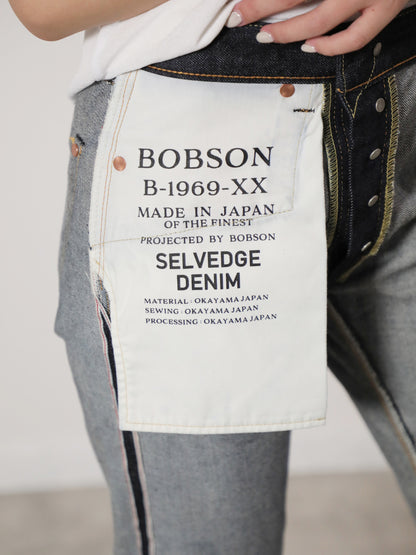 BOBSON
B-1969-XX
MADE IN JAPAN
OF THE FINEST
PROJECTED BY BOBSON
SELVEDGE
DENIM
MATERIAL : OKAYAMA JAPAN
SEWING : OKAYAMA JAPAN
PROCESSING : OKAYAMA JAPAN